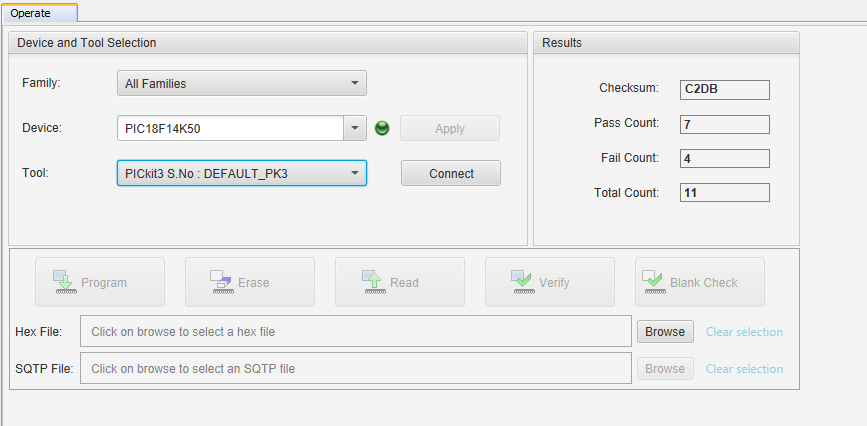 Operate
Device and Tool Selection
Family: All Families
Device: PIC18F14K50 Apply
Tool: PICkit3 S.No : DEFAULT_PK3 Connect
Results
Checksum: C2DB
Pass Count: 7
Fail Count: 4
Total Count: 11
Program Erase Read Verify Blank Check
Hex File: Click on browse to select a hex file Browse Clear selection
SQTP File: Click on browse to select an SQTP file Browse Clear selection